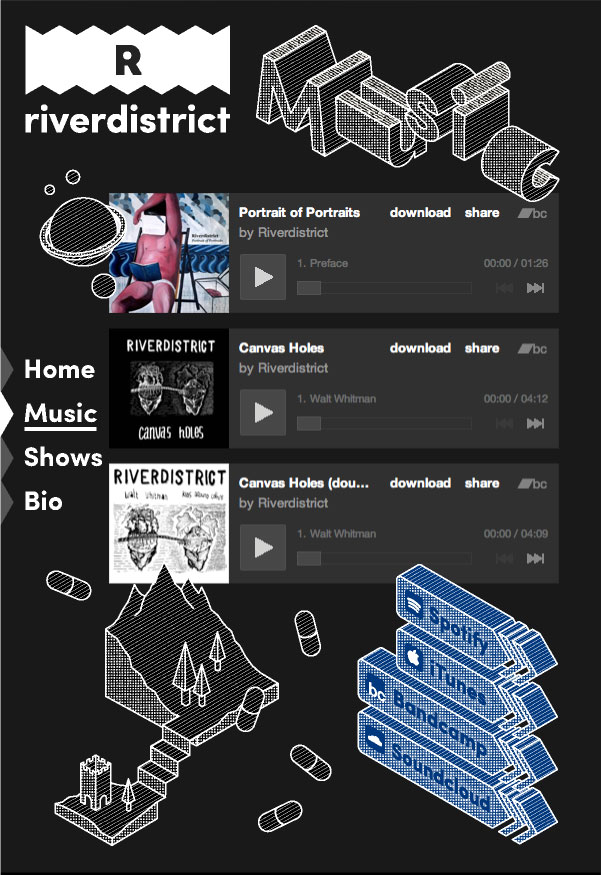 R
riverdistrict
Music
Riverdistrict
Portrait of Portraits
Portrait of Portraits download share bc
by Riverdistrict
1. Preface 00:00 / 01:26
RIVERDISTRICT
CANVAS HOLES
Canvas Holes download share bc
by Riverdistrict
1. Walt Whitman 00:00 / 04:12
Home
Music
Shows
Bio
RIVERDISTRICT
Walt Whitman
Canvas Holes (dou... download share bc
by Riverdistrict
1. Walt Whitman 00:00 / 04:09
Spotify
iTunes
bc Bandcamp
Soundcloud